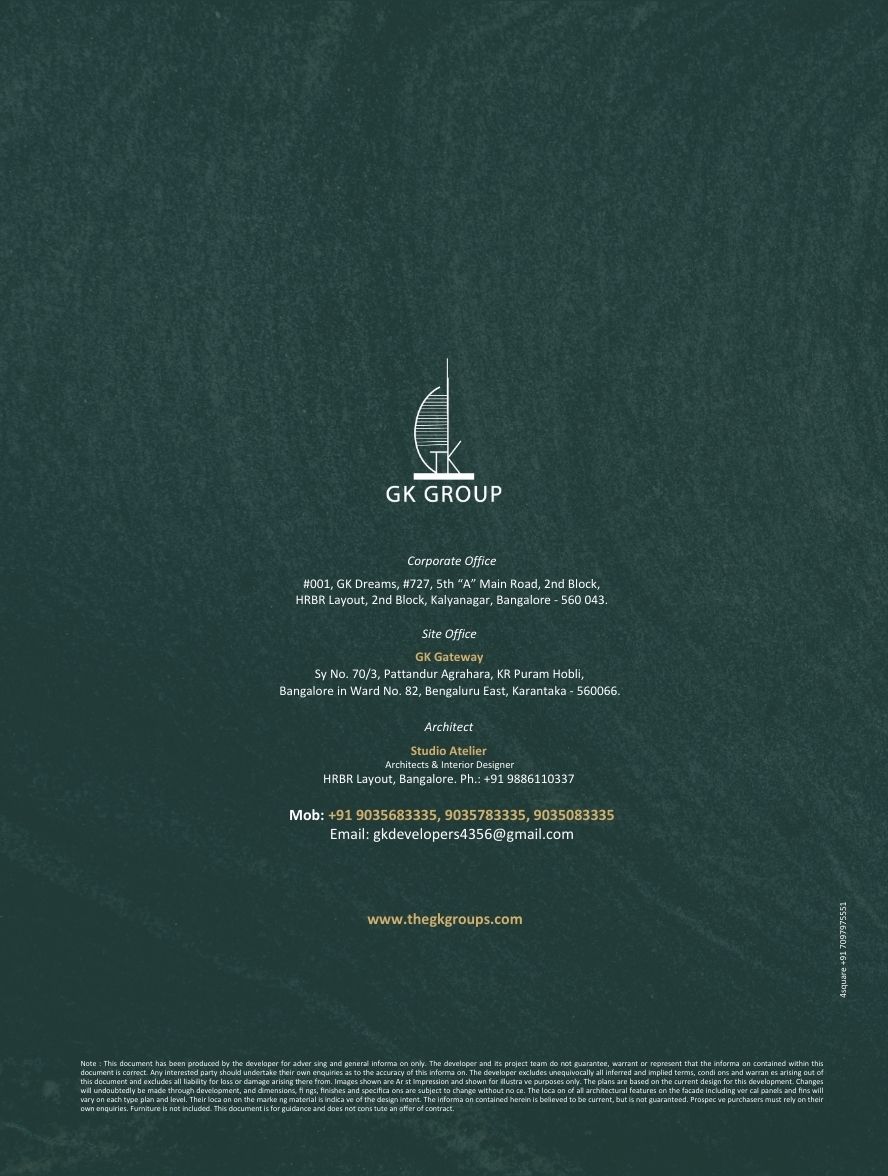 GK GROUP
Corporate Office
#001, GK Dreams, #727, 5th “A” Main Road, 2nd Block,
HRBR Layout, 2nd Block, Kalyanagar, Bangalore - 560 043.
Site Office
GK Gateway
Sy No. 70/3, Pattandur Agrahara, KR Puram Hobli,
Bangalore in Ward No. 82, Bengaluru East, Karantaka - 560066.
Architect
Studio Atelier
Architects & Interior Designer
HRBR Layout, Bangalore. Ph.: +91 9886110337
Mob: +91 9035683335, 9035783335, 9035083335
Email: gkdevelopers4356@gmail.com
www.thegkgroups.com
4square +91 7097975551
Note : This document has been produced by the developer for adver sing and general informa on only. The developer and its project team do not guarantee, warrant or represent that the informa on contained within this
document is correct. Any interested party should undertake their own enquiries as to the accuracy of this informa on. The developer excludes unequivocally all inferred and implied terms, condi ons and warran es arising out of
this document and excludes all liability for loss or damage arising there from. Images shown are Ar st Impression and shown for illustra ve purposes only. The plans are based on the current design for this development. Changes
will undoubtedly be made through development, and dimensions, fi ngs, finishes and specifica ons are subject to change without no ce. The loca on of all architectural features on the facade including ver cal panels and fins will
vary on each type plan and level. Their loca on on the marke ng material is indica ve of the design intent. The informa on contained herein is believed to be current, but is not guaranteed. Prospec ve purchasers must rely on their
own enquiries. Furniture is not included. This document is for guidance and does not cons tute an offer of contract.